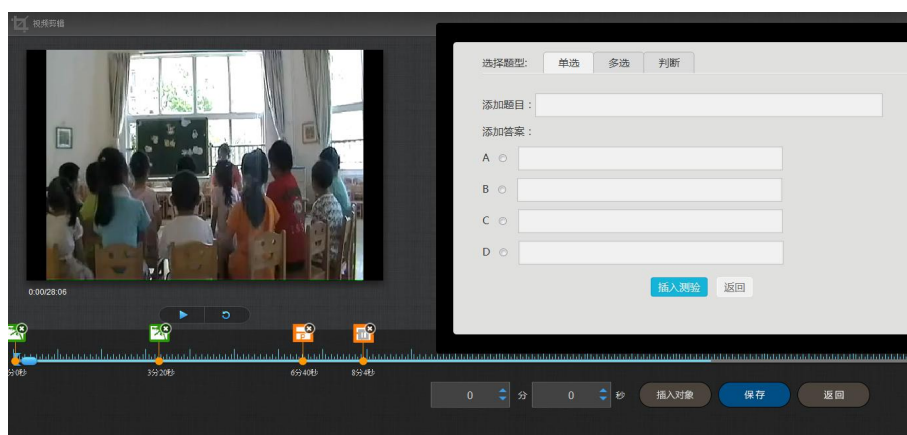 视频剪辑
选择题型: 单选 多选 判断
添加题目:
添加答案:
A
B
C
D
插入测验 返回
0:00/28:06
分0秒 3分20秒 6分40秒 8分4秒
0 分 0 秒 插入对象 保存 返回